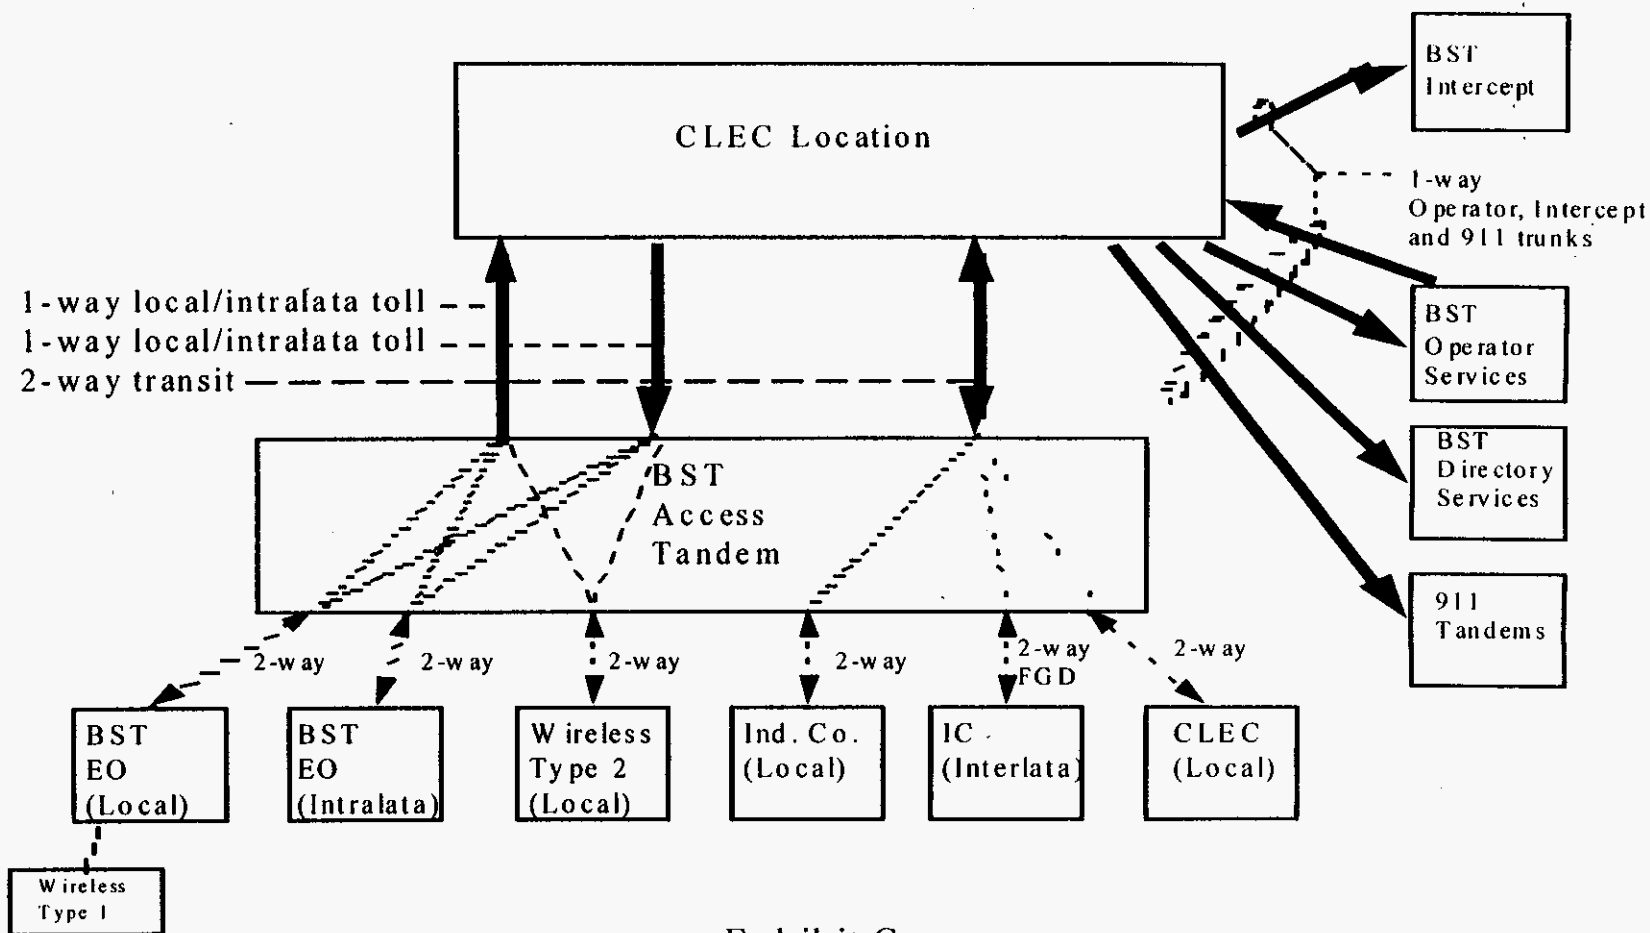 BST
Intercept
CLEC Location
1-way
Operator, Intercept
and 911 trunks
1-way local/intralata toll
1-way local/intralata toll
2-way transit
BST
Operator
Services
BST
Directory
Services
BST
Access
Tandem
911
Tandems
2-way
2-way
2-way
2-way
2-way
FGD
2-way
BST
EO
(Local)
BST
EO
(Intralata)
Wireless
Type 2
(Local)
Ind. Co.
(Local)
IC
(Interlata)
CLEC
(Local)
Wireless
Type 1
Exhibit C